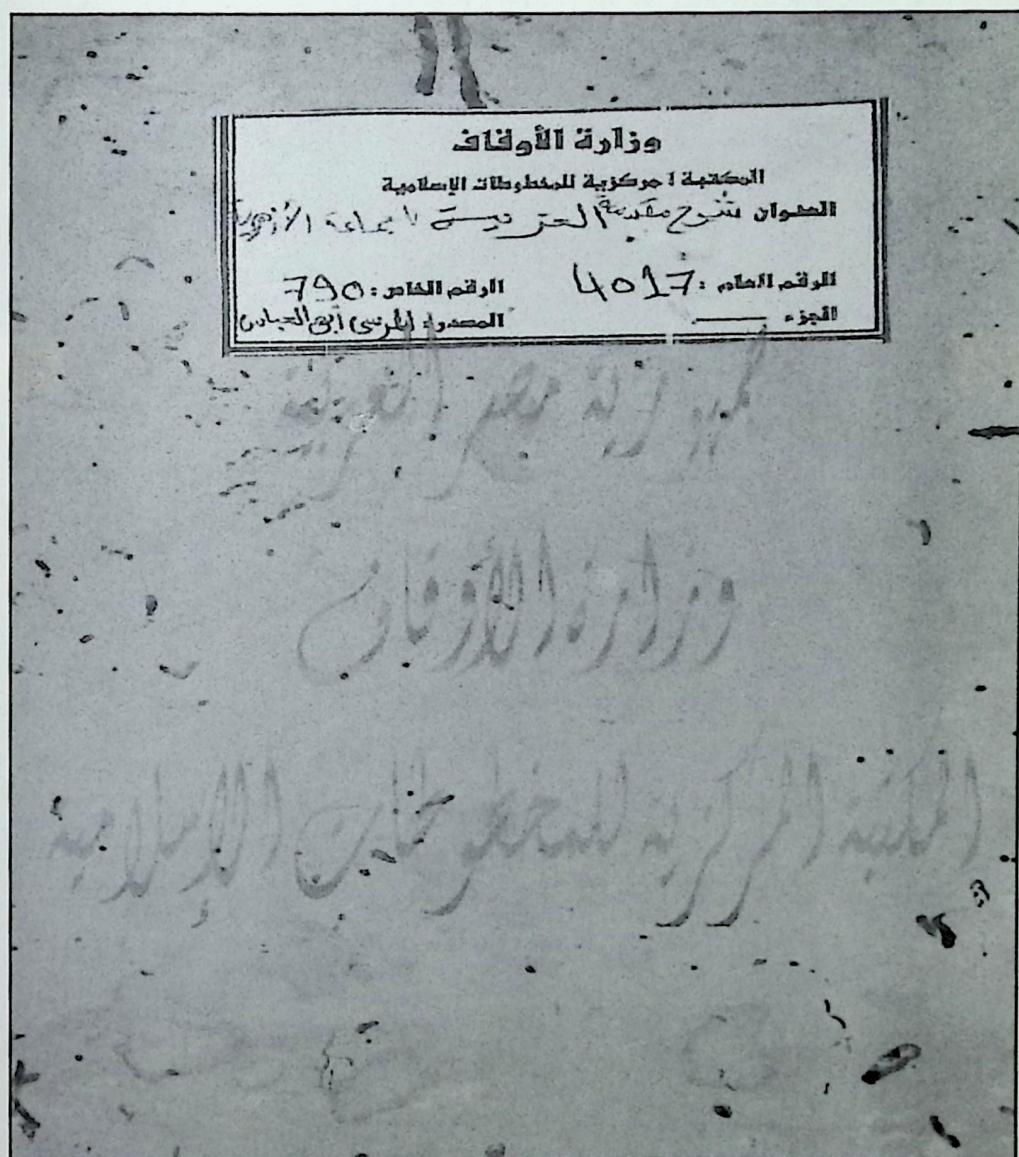 وزارة الأوقاف
المكتبة المركزية للمخطوطات الإسلامية
العنوان شرح مقدمة العزية للجماعة الأزهرية
الرقم العام : 4017
الرقم الخاص : 790
الجزء ـــــ
المصدر : المرسي أبي العباس
جمهورية مصر العربية
وزارة الأوقاف
المكتبة المركزية للمخطوطات الإسلامية